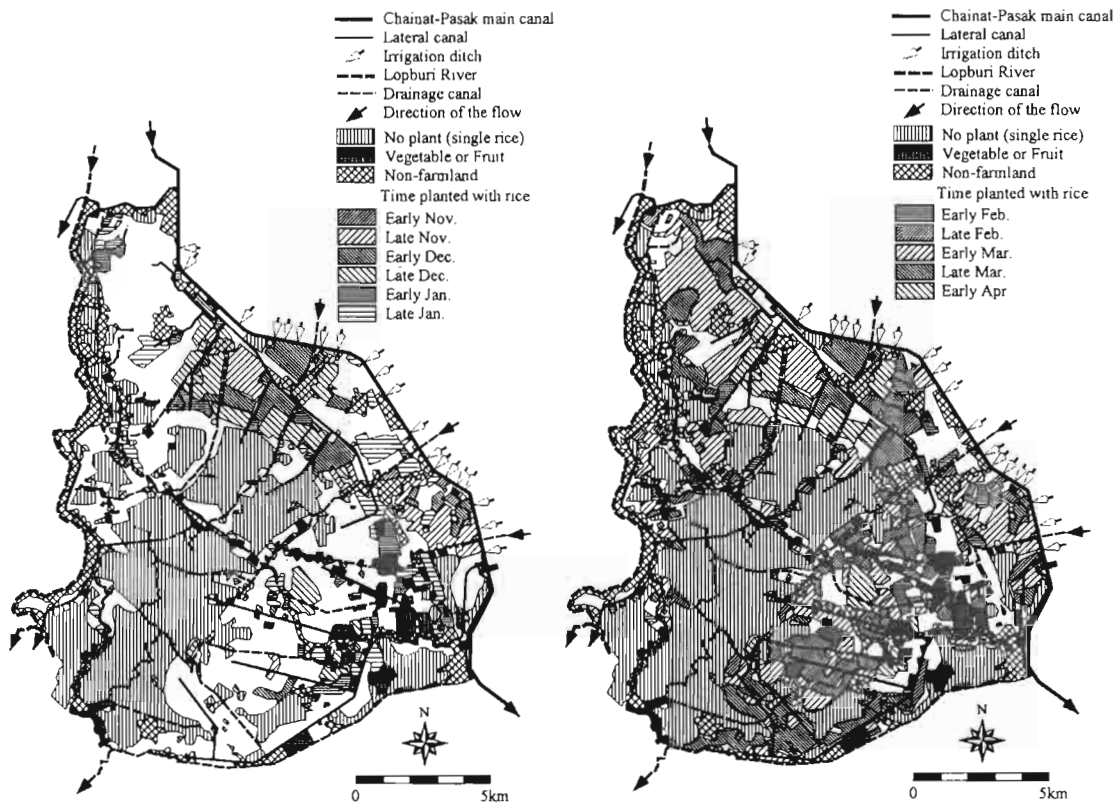 Chainat-Pasak main canal
Lateral canal
Irrigation ditch
Lopburi River
Drainage canal
Direction of the flow
No plant (single rice)
Vegetable or Fruit
Non-farmland
Time planted with rice
Early Nov.
Late Nov.
Early Dec.
Late Dec.
Early Jan.
Late Jan.
N
0 5km
Chainat-Pasak main canal
Lateral canal
Irrigation ditch
Lopburi River
Drainage canal
Direction of the flow
No plant (single rice)
Vegetable or Fruit
Non-farmland
Time planted with rice
Early Feb.
Late Feb.
Early Mar.
Late Mar.
Early Apr
N
0 5km